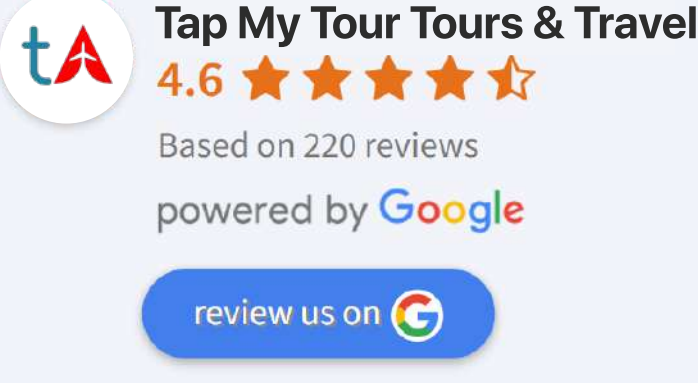 tA
Tap My Tour Tours & Travel
4.6
Based on 220 reviews
powered by Google
review us on G